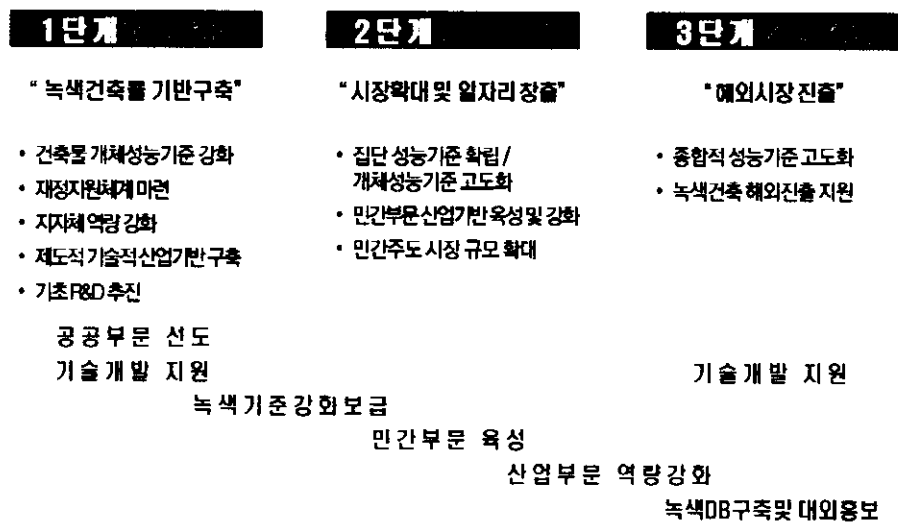 1단계
"녹색건축물 기반구축"
• 건축물 개체성능기준 강화
• 재정지원체계 마련
• 지자체 역량 강화
• 제도적 기술적 산업기반 구축
• 기초 R&D 추진
2단계
"시장확대 및 일자리 창출"
• 집단 성능기준 확립 /
개체성능기준 고도화
• 민간부문 산업기반 육성 및 강화
• 민간주도 시장 규모 확대
3단계
"해외시장 진출"
• 종합적 성능기준 고도화
• 녹색건축 해외진출 지원
공공부문 선도
기술개발 지원
기술개발 지원
녹색기준강화보급
민간부문 육성
산업부문 역량강화
녹색DB구축및 대외홍보